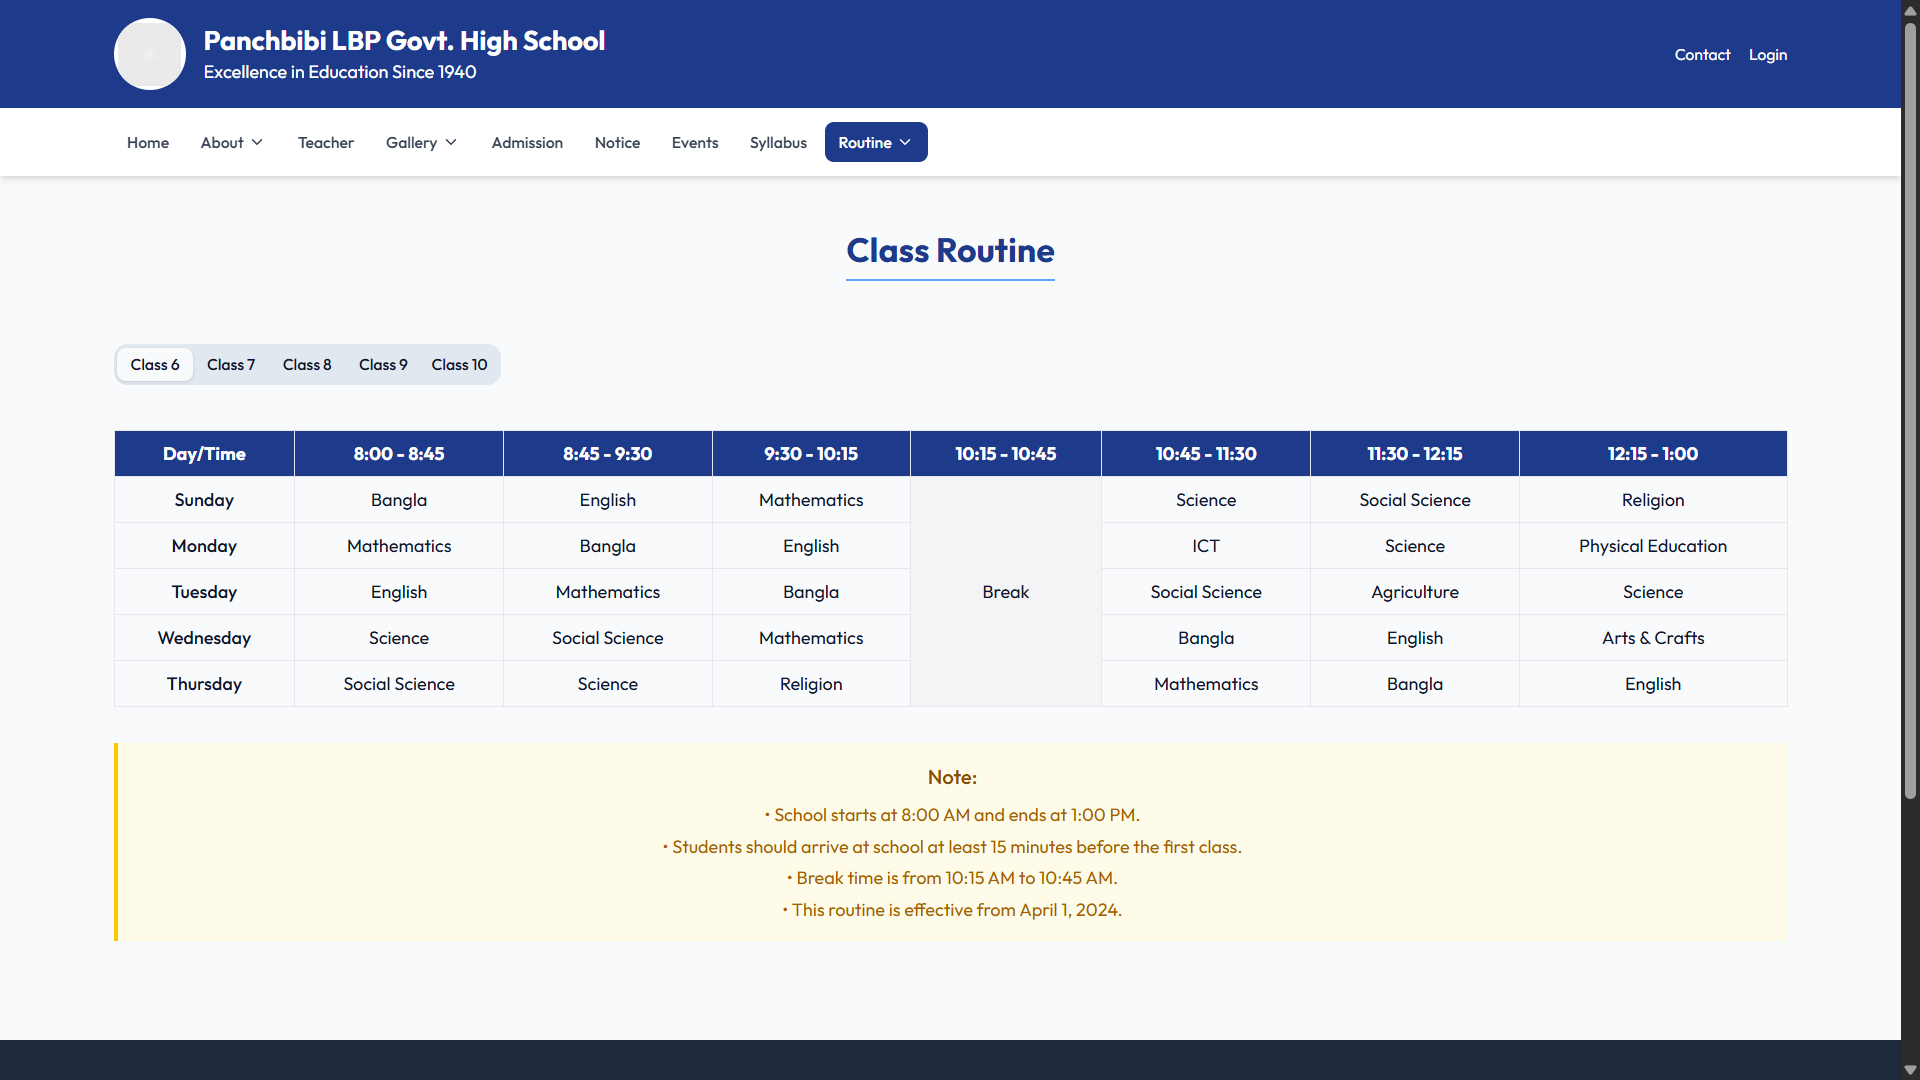 Panchbibi LBP Govt. High School
Excellence in Education Since 1940
Contact Login
Home About Teacher Gallery Admission Notice Events Syllabus Routine
Class Routine
Class 6 Class 7 Class 8 Class 9 Class 10
Day/Time 8:00 - 8:45 8:45 - 9:30 9:30 - 10:15 10:15 - 10:45 10:45 - 11:30 11:30 - 12:15 12:15 - 1:00
Sunday Bangla English Mathematics Science Social Science Religion
Monday Mathematics Bangla English ICT Science Physical Education
Tuesday English Mathematics Bangla Break Social Science Agriculture Science
Wednesday Science Social Science Mathematics Bangla English Arts & Crafts
Thursday Social Science Science Religion Mathematics Bangla English
Note:
• School starts at 8:00 AM and ends at 1:00 PM.
• Students should arrive at school at least 15 minutes before the first class.
• Break time is from 10:15 AM to 10:45 AM.
• This routine is effective from April 1, 2024.